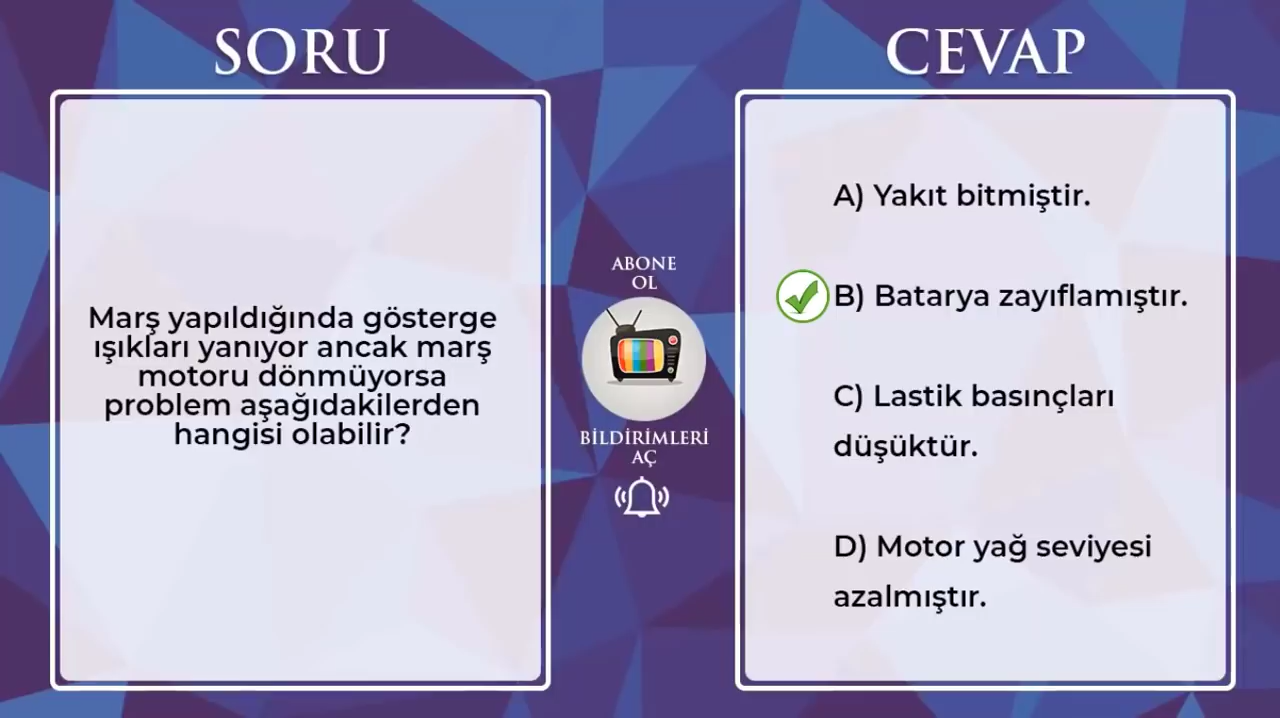 SORU
Marş yapıldığında gösterge
ışıkları yanıyor ancak marş
motoru dönmüyorsa
problem aşağıdakilerden
hangisi olabilir?
ABONE
OL
BİLDİRİMLERİ
AÇ
CEVAP
A) Yakıt bitmiştir.
B) Batarya zayıflamıştır.
C) Lastik basınçları
düşüktür.
D) Motor yağ seviyesi
azalmıştır.